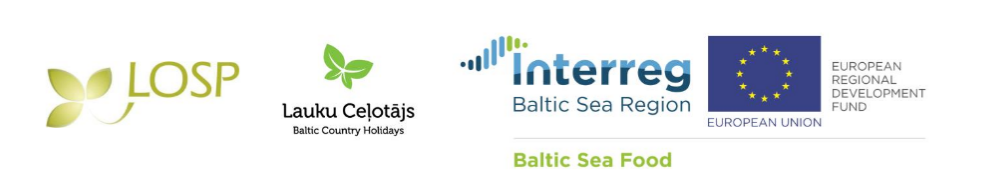 LOSP
Lauku Ceļotājs
Baltic Country Holidays
Interreg
Baltic Sea Region
EUROPEAN UNION
EUROPEAN
REGIONAL
DEVELOPMENT
FUND
Baltic Sea Food